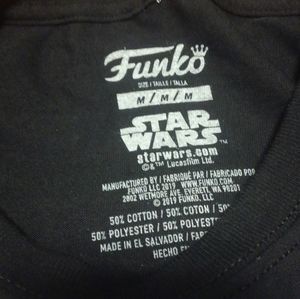 Funko
SIZE / TAILLE / TALLA
M / M / M
STAR
WARS
starwars.com
©& ™ Lucasfilm Ltd.
MANUFACTURED BY / FABRIQUÉ PAR / FABRICADO POR
FUNKO LLC 2019 WWW.FUNKO.COM
2802 WETMORE AVE. EVERETT, WA 98201
© 2019 FUNKO, LLC
50% COTTON / 50% COTON / 50%
50% POLYESTER / 50% POLYESTER
MADE IN EL SALVADOR / FABRI
HECHO EN